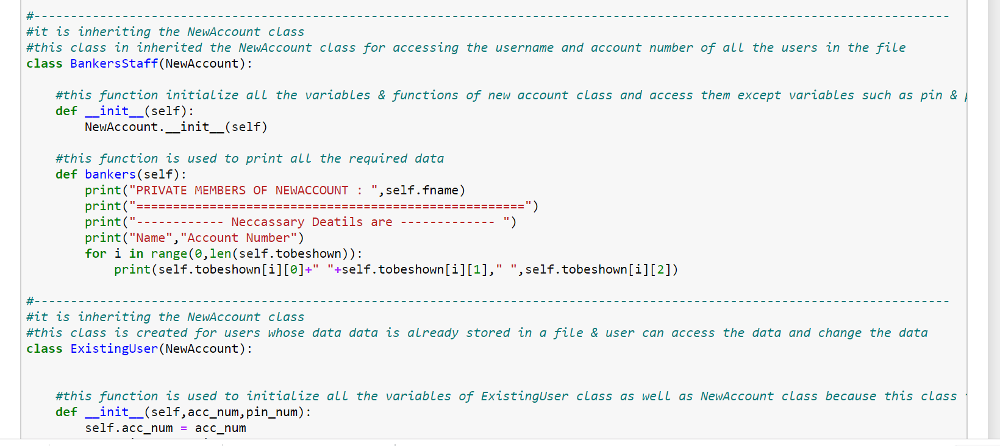 #-----------------------------------------------------------------------------------------------------------------------------
#it is inheriting the NewAccount class
#this class in inherited the NewAccount class for accessing the username and account number of all the users in the file
class BankersStaff(NewAccount):
#this function initialize all the variables & functions of new account class and access them except variables such as pin &
def __init__(self):
NewAccount.__init__(self)
#this function is used to print all the required data
def bankers(self):
print("PRIVATE MEMBERS OF NEWACCOUNT : ",self.fname)
print("=====================================================")
print("------------ Neccassary Deatils are ------------- ")
print("Name","Account Number")
for i in range(0,len(self.tobeshown)):
print(self.tobeshown[i][0]+" "+self.tobeshown[i][1]," ",self.tobeshown[i][2])
#-----------------------------------------------------------------------------------------------------------------------------
#it is inheriting the NewAccount class
#this class is created for users whose data data is already stored in a file & user can access the data and change the data
class ExistingUser(NewAccount):
#this function is used to initialize all the variables of ExistingUser class as well as NewAccount class because this class
def __init__(self,acc_num,pin_num):
self.acc_num = acc_num